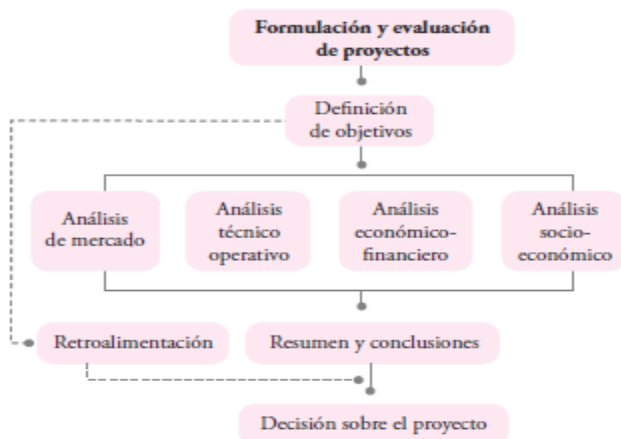 Formulación y evaluación
de proyectos
Definición
de objetivos
Análisis
de mercado
Análisis
técnico
operativo
Análisis
económico-
financiero
Análisis
socio-
económico
Retroalimentación
Resumen y conclusiones
Decisión sobre el proyecto